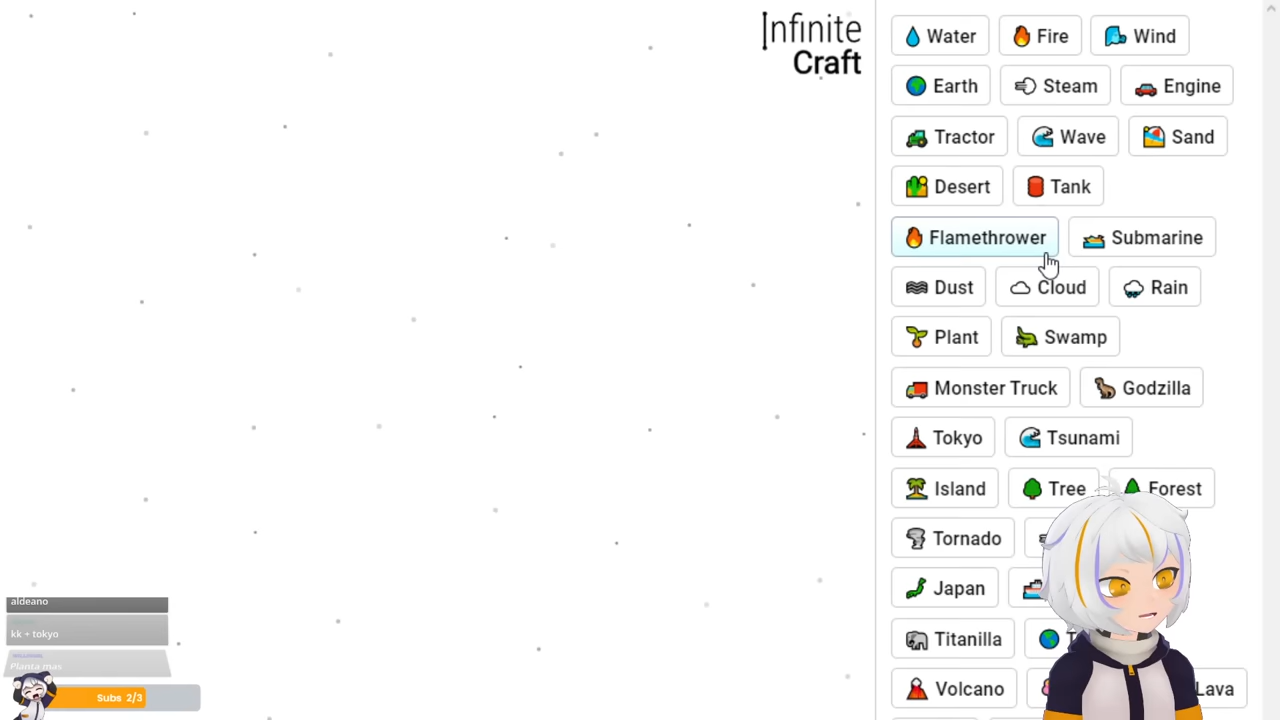 Infinite
Craft
Water
Fire
Wind
Earth
Steam
Engine
Tractor
Wave
Sand
Desert
Tank
Flamethrower
Submarine
Dust
Cloud
Rain
Plant
Swamp
Monster Truck
Godzilla
Tokyo
Tsunami
Island
Tree
Forest
Tornado
Japan
Titanilla
Volcano
Lava
aldeano
kk + tokyo
Planta mas
Subs 2/3